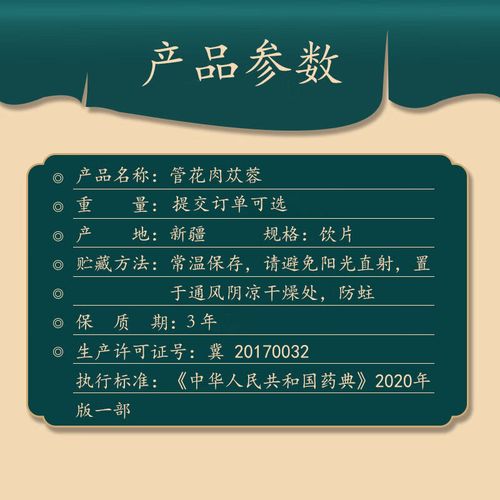 产品参数
产品名称：管花肉苁蓉
重 量：提交订单可选
产 地：新疆 规格：饮片
贮藏方法：常温保存，请避免阳光直射，置
于通风阴凉干燥处，防蛀
保 质 期：3年
生产许可证号：冀 20170032
执行标准：《中华人民共和国药典》2020年
版一部